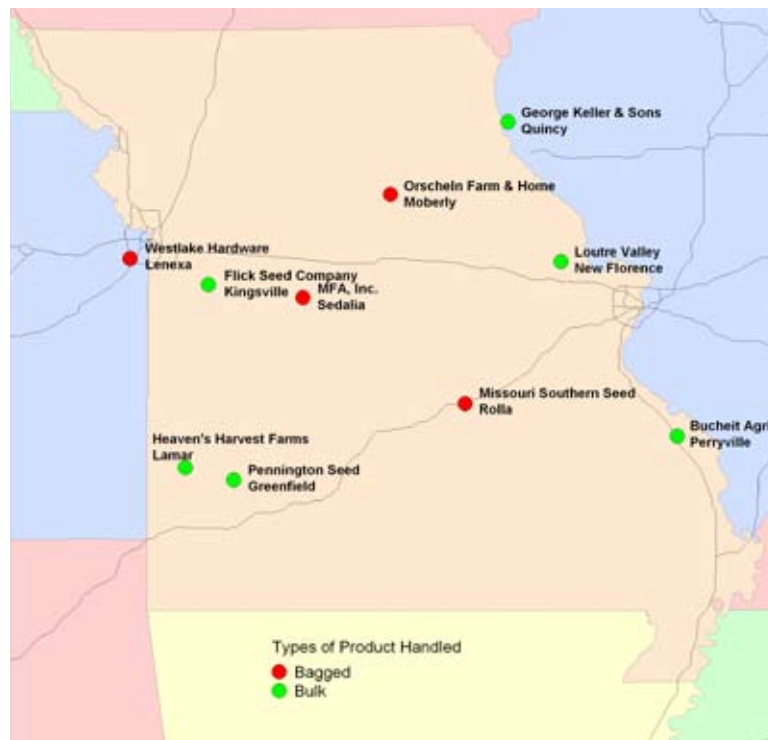 George Keller & Sons
Quincy
Orscheln Farm & Home
Moberly
Westlake Hardware
Lenexa
Loutre Valley
New Florence
Flick Seed Company
Kingsville
MFA, Inc.
Sedalia
Missouri Southern Seed
Rolla
Bucheit Agri
Perryville
Heaven's Harvest Farms
Lamar
Pennington Seed
Greenfield
Types of Product Handled
Bagged
Bulk